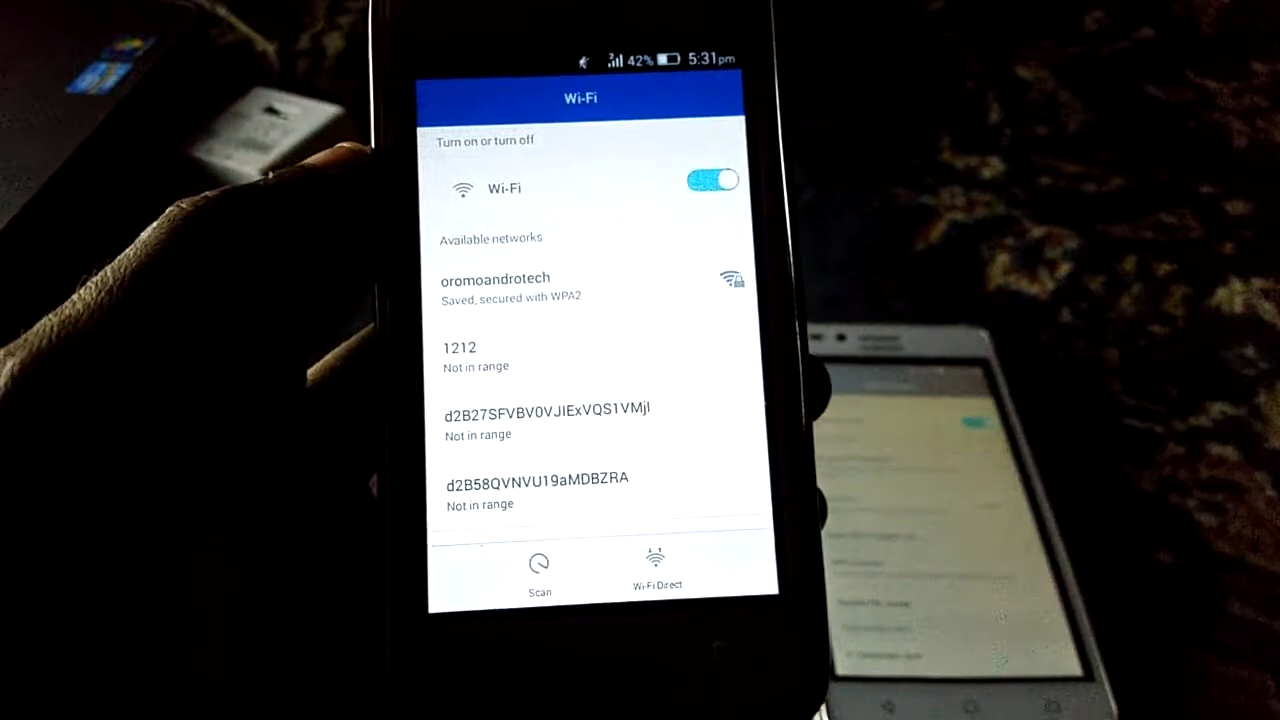 42% 5:31pm
Wi-Fi
Turn on or turn off
Wi-Fi
Available networks
oromoandrotech
Saved, secured with WPA2
1212
Not in range
d2B27SFVBV0VJIExVQS1VMjI
Not in range
d2B58QVNVU19aMDBZRA
Not in range
Scan
Wi-Fi Direct